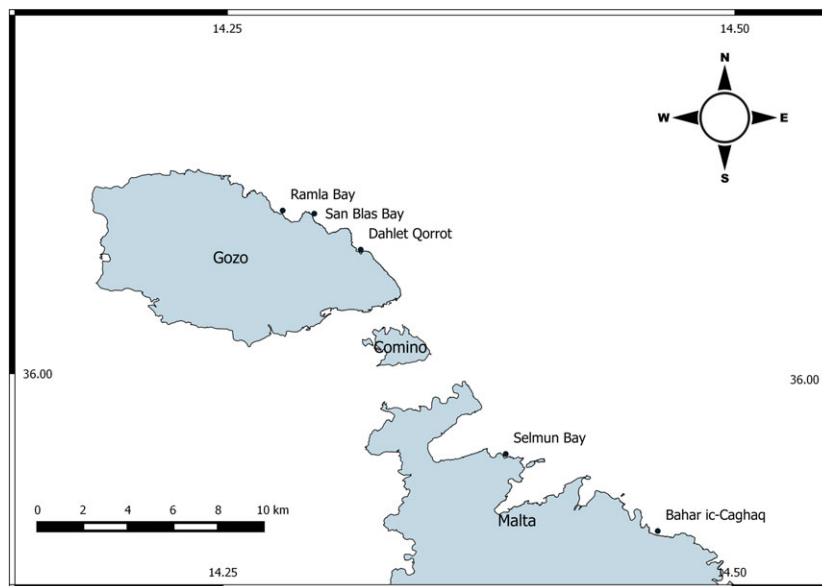 14.25 14.50
N
W E
S
Ramla Bay
San Blas Bay
Dahlet Qorrot
Gozo
Comino
36.00 36.00
Selmun Bay
0 2 4 6 8 10 km
Bahar ic-Caghaq
Malta
14.25 14.50